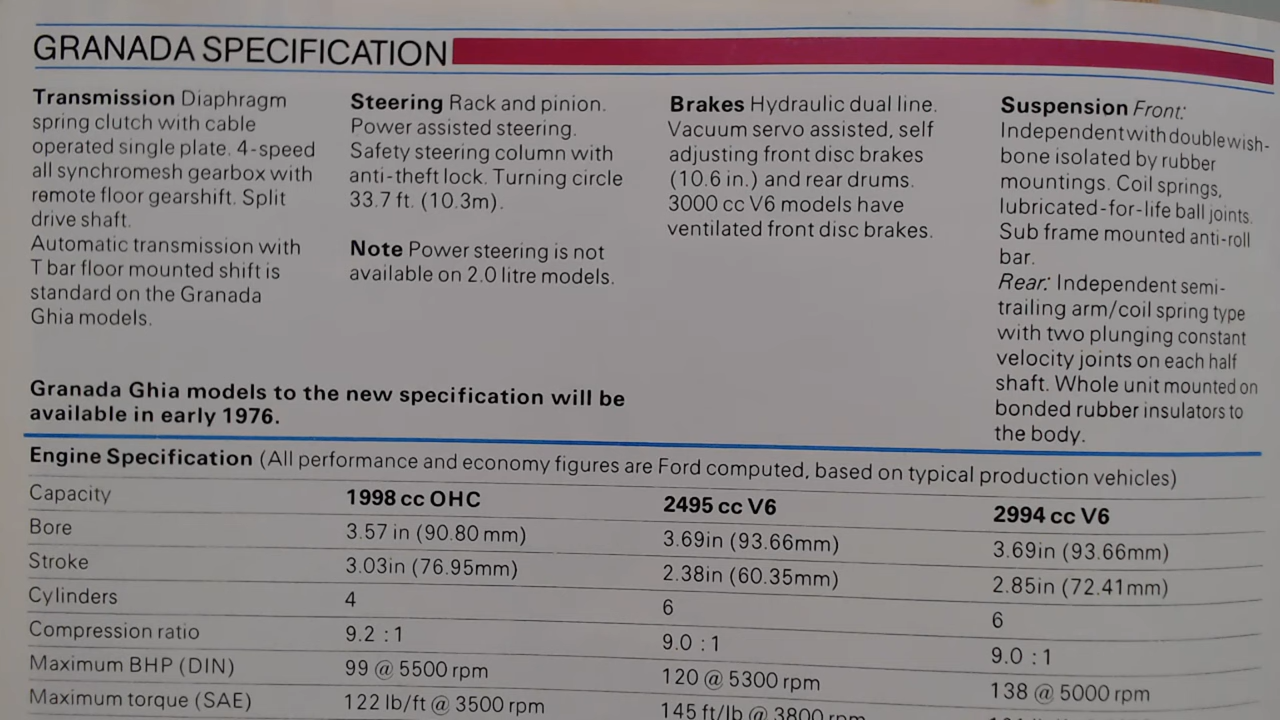 GRANADA SPECIFICATION
Transmission Diaphragm
spring clutch with cable
operated single plate. 4-speed
all synchromesh gearbox with
remote floor gearshift. Split
drive shaft.
Automatic transmission with
T bar floor mounted shift is
standard on the Granada
Ghia models.
Steering Rack and pinion.
Power assisted steering.
Safety steering column with
anti-theft lock. Turning circle
33.7 ft. (10.3m).
Note Power steering is not
available on 2.0 litre models.
Brakes Hydraulic dual line.
Vacuum servo assisted, self
adjusting front disc brakes
(10.6 in.) and rear drums.
3000 cc V6 models have
ventilated front disc brakes.
Suspension Front:
Independent with double wish-
bone isolated by rubber
mountings. Coil springs,
lubricated-for-life ball joints.
Sub frame mounted anti-roll
bar.
Rear: Independent semi-
trailing arm/coil spring type
with two plunging constant
velocity joints on each half
shaft. Whole unit mounted on
bonded rubber insulators to
the body.
Granada Ghia models to the new specification will be
available in early 1976.
Engine Specification (All performance and economy figures are Ford computed, based on typical production vehicles)
Capacity 1998 cc OHC 2495 cc V6 2994 cc V6
Bore 3.57 in (90.80 mm) 3.69in (93.66mm) 3.69in (93.66mm)
Stroke 3.03in (76.95mm) 2.38in (60.35mm) 2.85in (72.41mm)
Cylinders 4 6 6
Compression ratio 9.2 : 1 9.0 : 1 9.0 : 1
Maximum BHP (DIN) 99 @ 5500 rpm 120 @ 5300 rpm 138 @ 5000 rpm
Maximum torque (SAE) 122 lb/ft @ 3500 rpm 145 ft/lb @ 3800 rpm